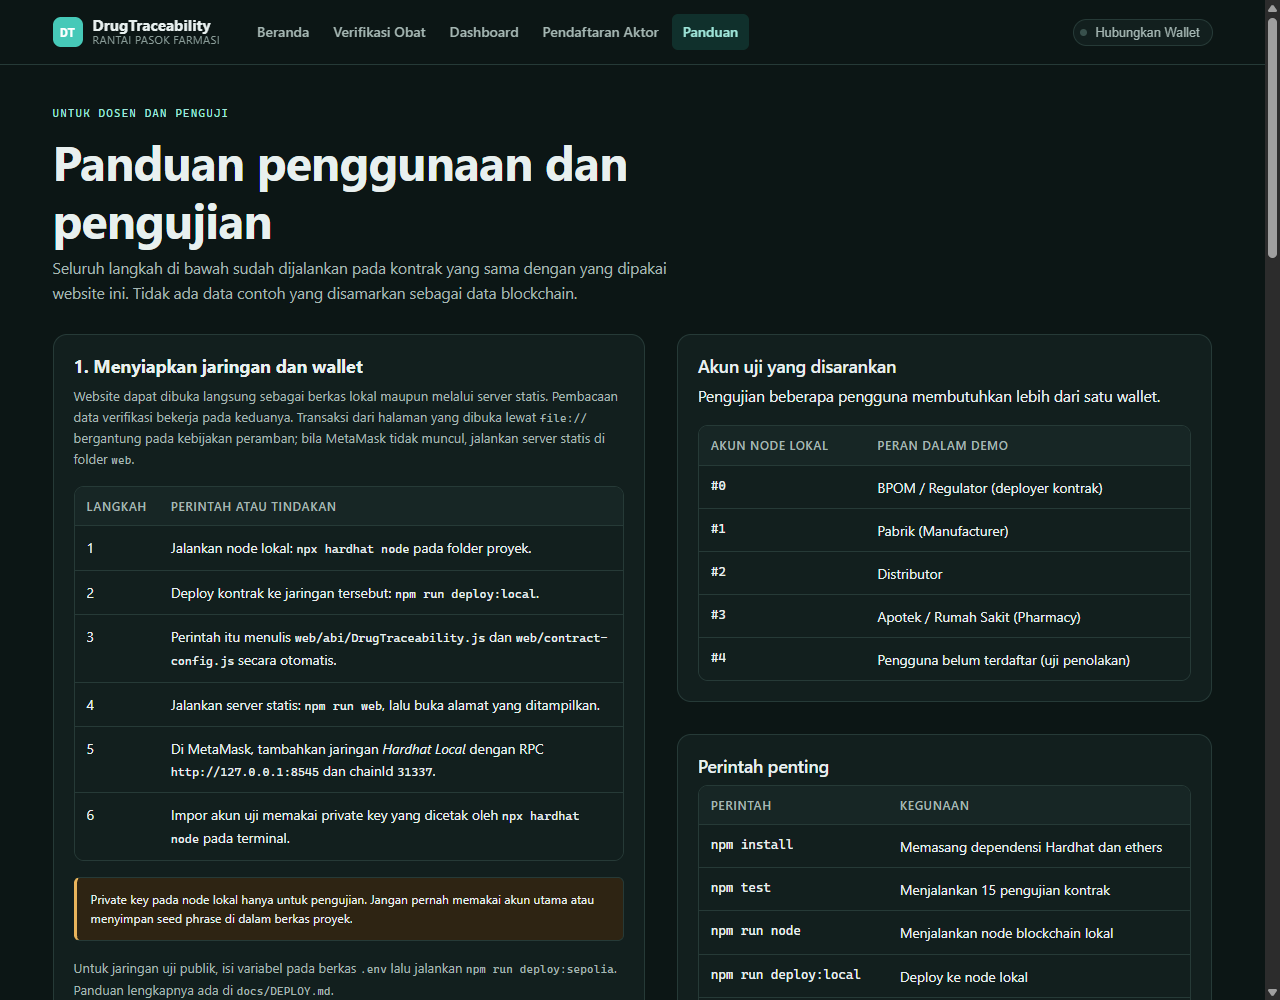 DT
DrugTraceability
RANTAI PASOK FARMASI
Beranda
Verifikasi Obat
Dashboard
Pendaftaran Aktor
Panduan
Hubungkan Wallet
UNTUK DOSEN DAN PENGUJI
Panduan penggunaan dan
pengujian
Seluruh langkah di bawah sudah dijalankan pada kontrak yang sama dengan yang dipakai
website ini. Tidak ada data contoh yang disamarkan sebagai data blockchain.
1. Menyiapkan jaringan dan wallet
Website dapat dibuka langsung sebagai berkas lokal maupun melalui server statis. Pembacaan
data verifikasi bekerja pada keduanya. Transaksi dari halaman yang dibuka lewat file://
bergantung pada kebijakan peramban; bila MetaMask tidak muncul, jalankan server statis di
folder web.
LANGKAH PERINTAH ATAU TINDAKAN
1 Jalankan node lokal: npx hardhat node pada folder proyek.
2 Deploy kontrak ke jaringan tersebut: npm run deploy:local.
3 Perintah itu menulis web/abi/DrugTraceability.js dan web/contract-
config.js secara otomatis.
4 Jalankan server statis: npm run web, lalu buka alamat yang ditampilkan.
5 Di MetaMask, tambahkan jaringan Hardhat Local dengan RPC
http://127.0.0.1:8545 dan chainId 31337.
6 Impor akun uji memakai private key yang dicetak oleh npx hardhat
node pada terminal.
Private key pada node lokal hanya untuk pengujian. Jangan pernah memakai akun utama atau
menyimpan seed phrase di dalam berkas proyek.
Untuk jaringan uji publik, isi variabel pada berkas .env lalu jalankan npm run deploy:sepolia.
Panduan lengkapnya ada di docs/DEPLOY.md.
Akun uji yang disarankan
Pengujian beberapa pengguna membutuhkan lebih dari satu wallet.
AKUN NODE LOKAL PERAN DALAM DEMO
#0 BPOM / Regulator (deployer kontrak)
#1 Pabrik (Manufacturer)
#2 Distributor
#3 Apotek / Rumah Sakit (Pharmacy)
#4 Pengguna belum terdaftar (uji penolakan)
Perintah penting
PERINTAH KEGUNAAN
npm install Memasang dependensi Hardhat dan ethers
npm test Menjalankan 15 pengujian kontrak
npm run node Menjalankan node blockchain lokal
npm run deploy:local Deploy ke node lokal